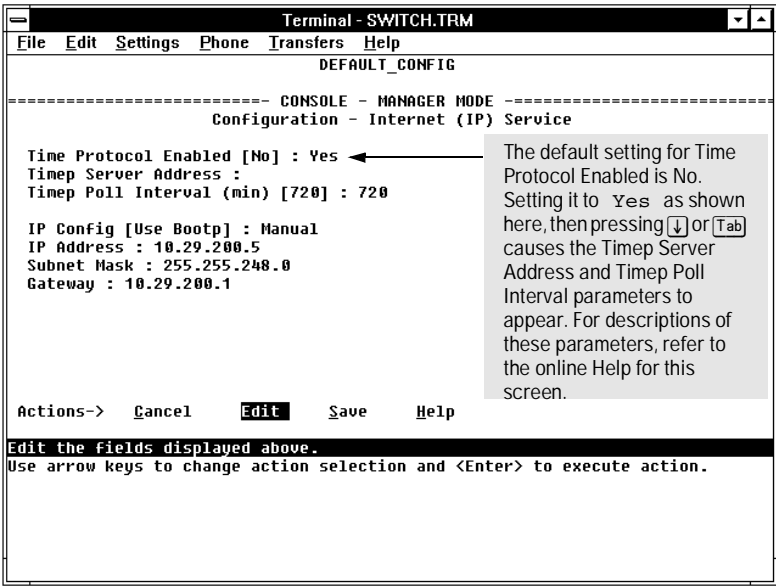 Terminal - SWITCH.TRM
File Edit Settings Phone Transfers Help
DEFAULT_CONFIG
==========================- CONSOLE - MANAGER MODE -==========================
Configuration - Internet (IP) Service
Time Protocol Enabled [No] : Yes
Timep Server Address :
Timep Poll Interval (min) [720] : 720
IP Config [Use Bootp] : Manual
IP Address : 10.29.200.5
Subnet Mask : 255.255.248.0
Gateway : 10.29.200.1
The default setting for Time
Protocol Enabled is No.
Setting it to Yes as shown
here, then pressing ↓ or Tab
causes the Timep Server
Address and Timep Poll
Interval parameters to
appear. For descriptions of
these parameters, refer to
the online Help for this
screen.
Actions-> Cancel Edit Save Help
Edit the fields displayed above.
Use arrow keys to change action selection and <Enter> to execute action.